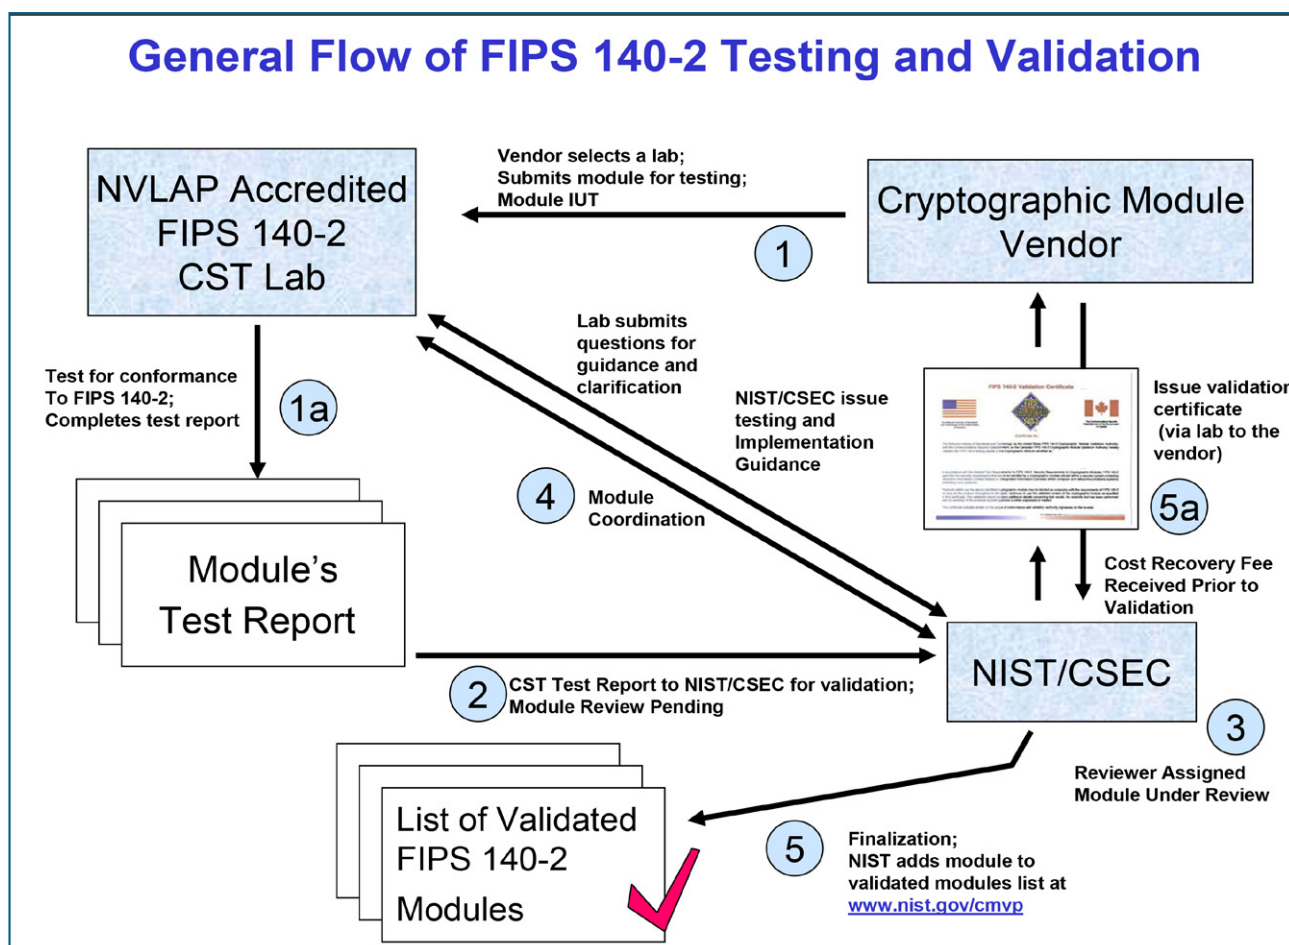 General Flow of FIPS 140-2 Testing and Validation
NVLAP Accredited
FIPS 140-2
CST Lab
Vendor selects a lab;
Submits module for testing;
Module IUT
1
Cryptographic Module
Vendor
Test for conformance
To FIPS 140-2;
Completes test report
1a
Lab submits
questions for
guidance and
clarification
NIST/CSEC issue
testing and
Implementation
Guidance
4
Module
Coordination
FIPS 140-2 Validation Certificate
Issue validation
certificate
(via lab to the
vendor)
5a
Cost Recovery Fee
Received Prior to
Validation
Module's
Test Report
2
CST Test Report to NIST/CSEC for validation;
Module Review Pending
NIST/CSEC
3
Reviewer Assigned
Module Under Review
List of Validated
FIPS 140-2
Modules
5
Finalization;
NIST adds module to
validated modules list at
www.nist.gov/cmvp